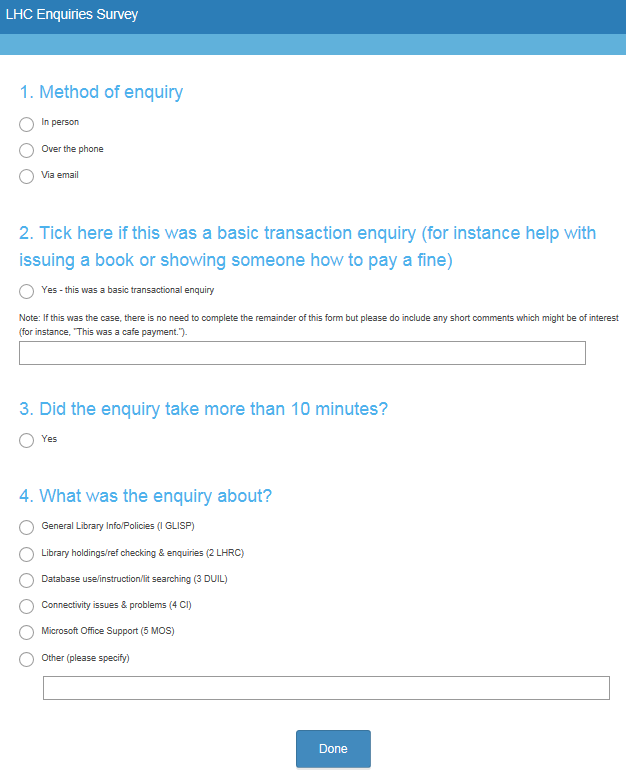 LHC Enquiries Survey
1. Method of enquiry
In person
Over the phone
Via email
2. Tick here if this was a basic transaction enquiry (for instance help with
issuing a book or showing someone how to pay a fine)
Yes - this was a basic transactional enquiry
Note: If this was the case, there is no need to complete the remainder of this form but please do include any short comments which might be of interest
(for instance, "This was a cafe payment.").
3. Did the enquiry take more than 10 minutes?
Yes
4. What was the enquiry about?
General Library Info/Policies (I GLISP)
Library holdings/ref checking & enquiries (2 LHRC)
Database use/instruction/lit searching (3 DUIL)
Connectivity issues & problems (4 CI)
Microsoft Office Support (5 MOS)
Other (please specify)
Done